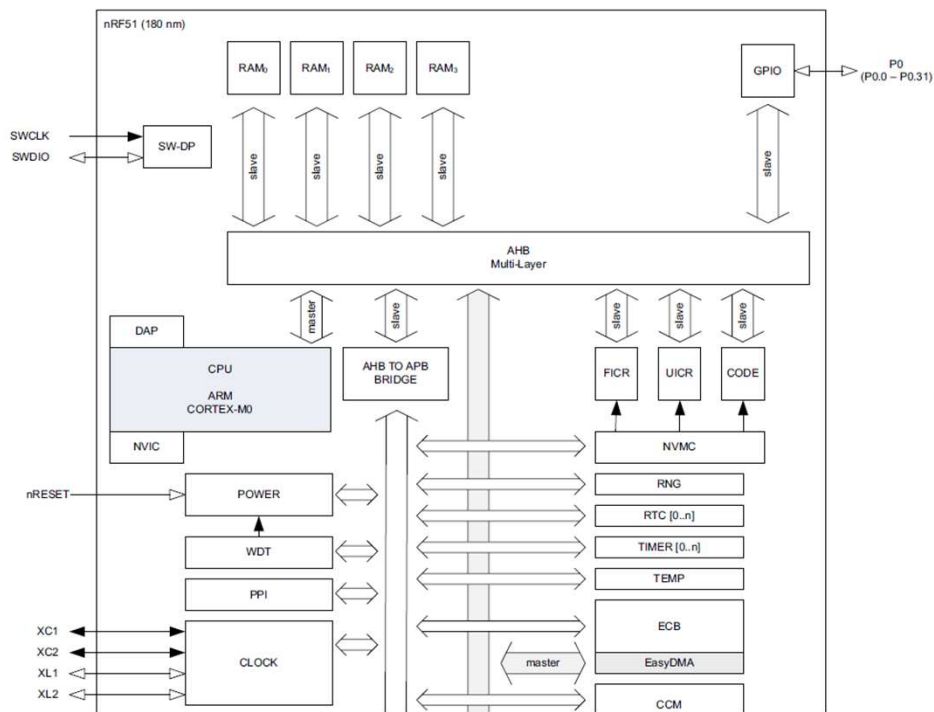 nRF51 (180 nm)
RAM₀
RAM₁
RAM₂
RAM₃
GPIO
P0
(P0.0 – P0.31)
SWCLK
SWDIO
SW-DP
slave
slave
slave
slave
slave
AHB
Multi-Layer
master
slave
slave
slave
slave
DAP
CPU
ARM
CORTEX-M0
NVIC
AHB TO APB
BRIDGE
FICR
UICR
CODE
NVMC
nRESET
POWER
RNG
RTC [0..n]
WDT
TIMER [0..n]
PPI
TEMP
XC1
XC2
XL1
XL2
CLOCK
ECB
master
EasyDMA
CCM